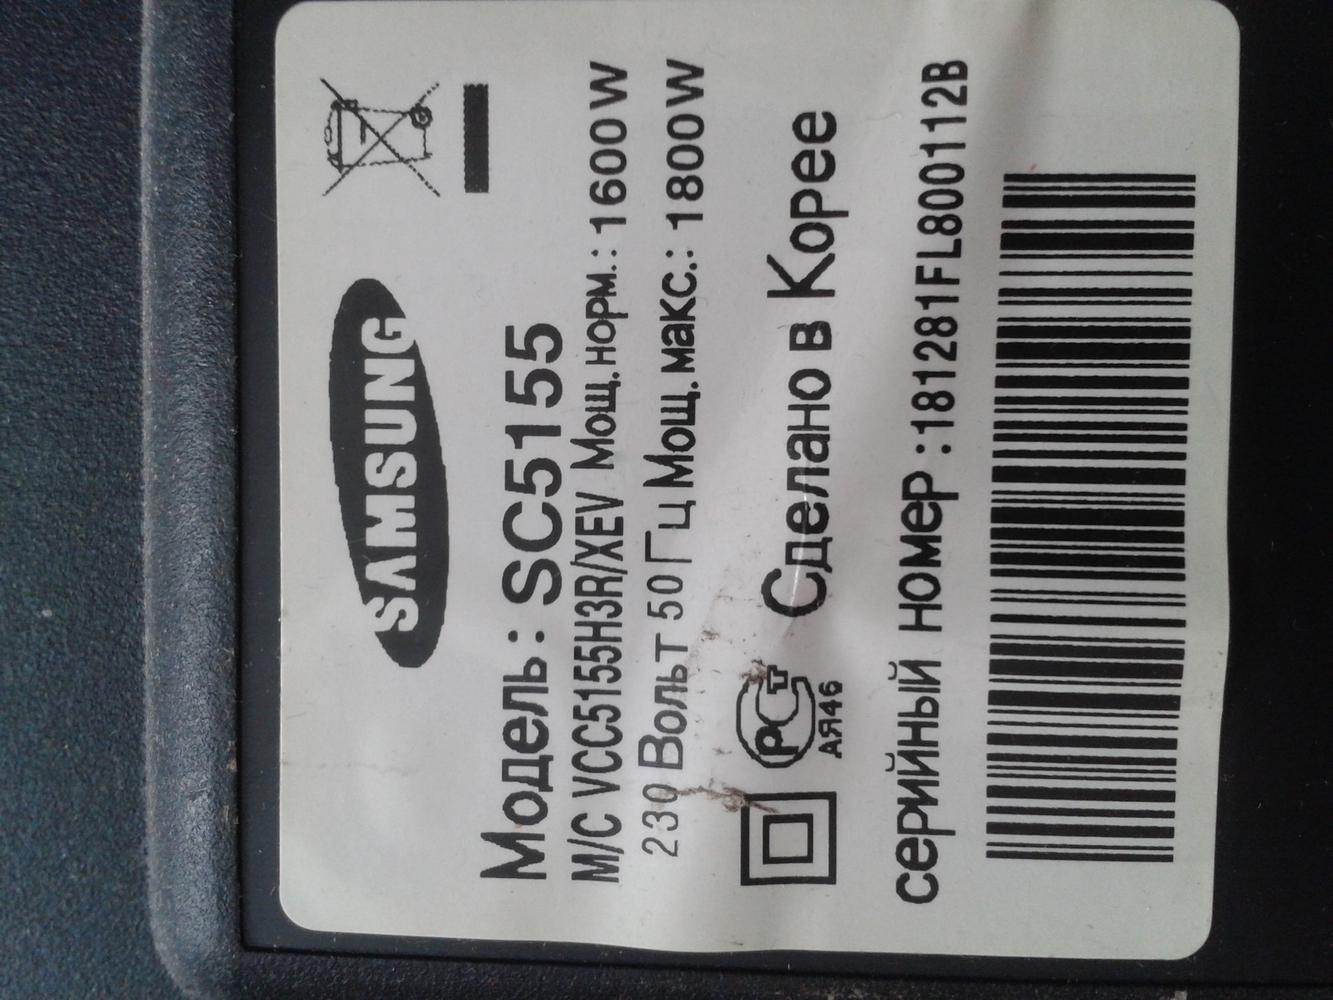 SAMSUNG
Модель: SC5155
M/C VCC5155H3R/XEV Мощ. норм.: 1600W
230 Вольт 50 Гц Мощ. макс.: 1800W
РСТ
АЯ46
Сделано в Корее
серийный номер :181281FL800112B